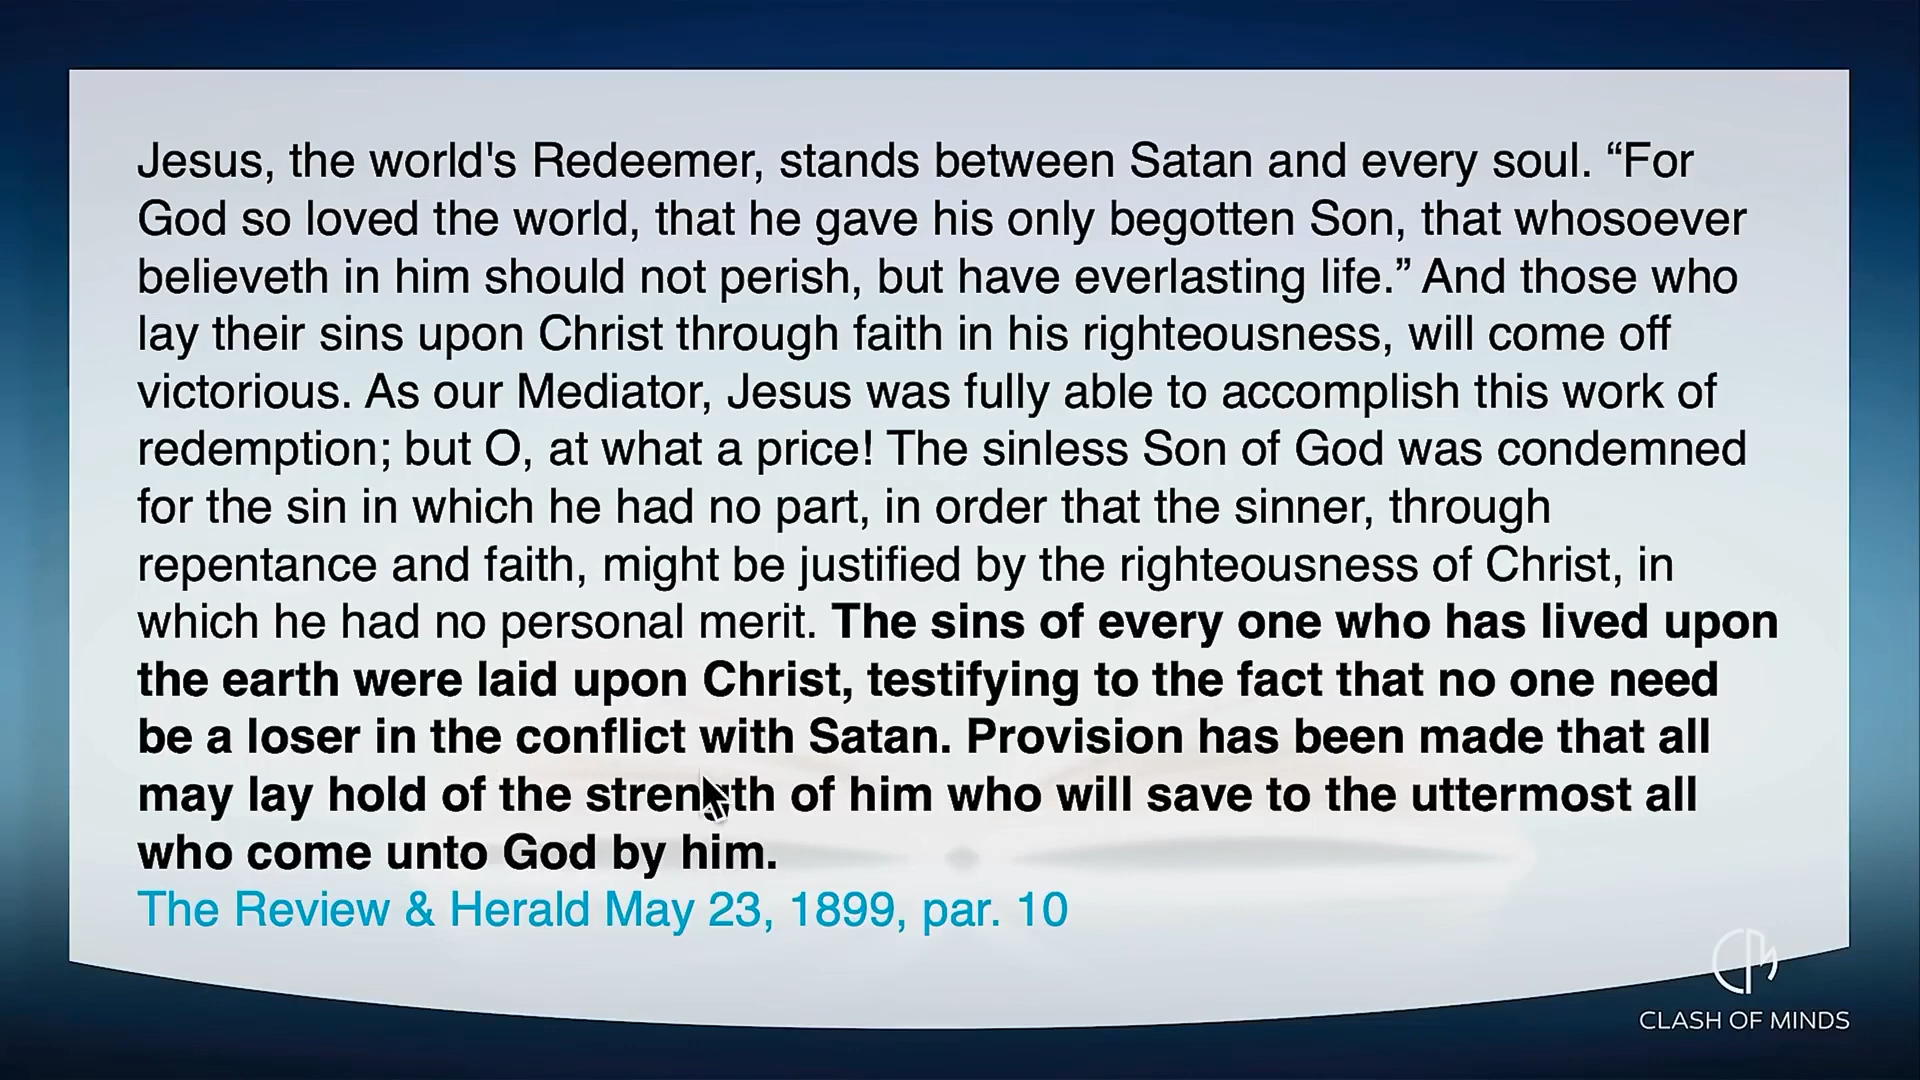 Jesus, the world's Redeemer, stands between Satan and every soul. “For
God so loved the world, that he gave his only begotten Son, that whosoever
believeth in him should not perish, but have everlasting life.” And those who
lay their sins upon Christ through faith in his righteousness, will come off
victorious. As our Mediator, Jesus was fully able to accomplish this work of
redemption; but O, at what a price! The sinless Son of God was condemned
for the sin in which he had no part, in order that the sinner, through
repentance and faith, might be justified by the righteousness of Christ, in
which he had no personal merit. The sins of every one who has lived upon
the earth were laid upon Christ, testifying to the fact that no one need
be a loser in the conflict with Satan. Provision has been made that all
may lay hold of the strength of him who will save to the uttermost all
who come unto God by him.
The Review & Herald May 23, 1899, par. 10
CLASH OF MINDS